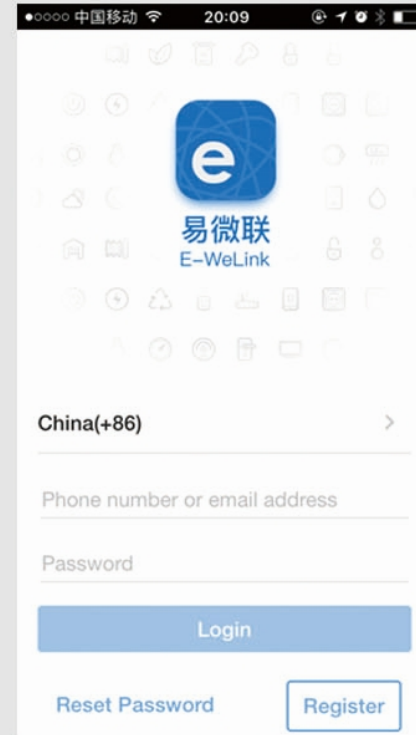 中国移动 20:09
e
易微联
E-WeLink
China(+86)
Phone number or email address
Password
Login
Reset Password
Register